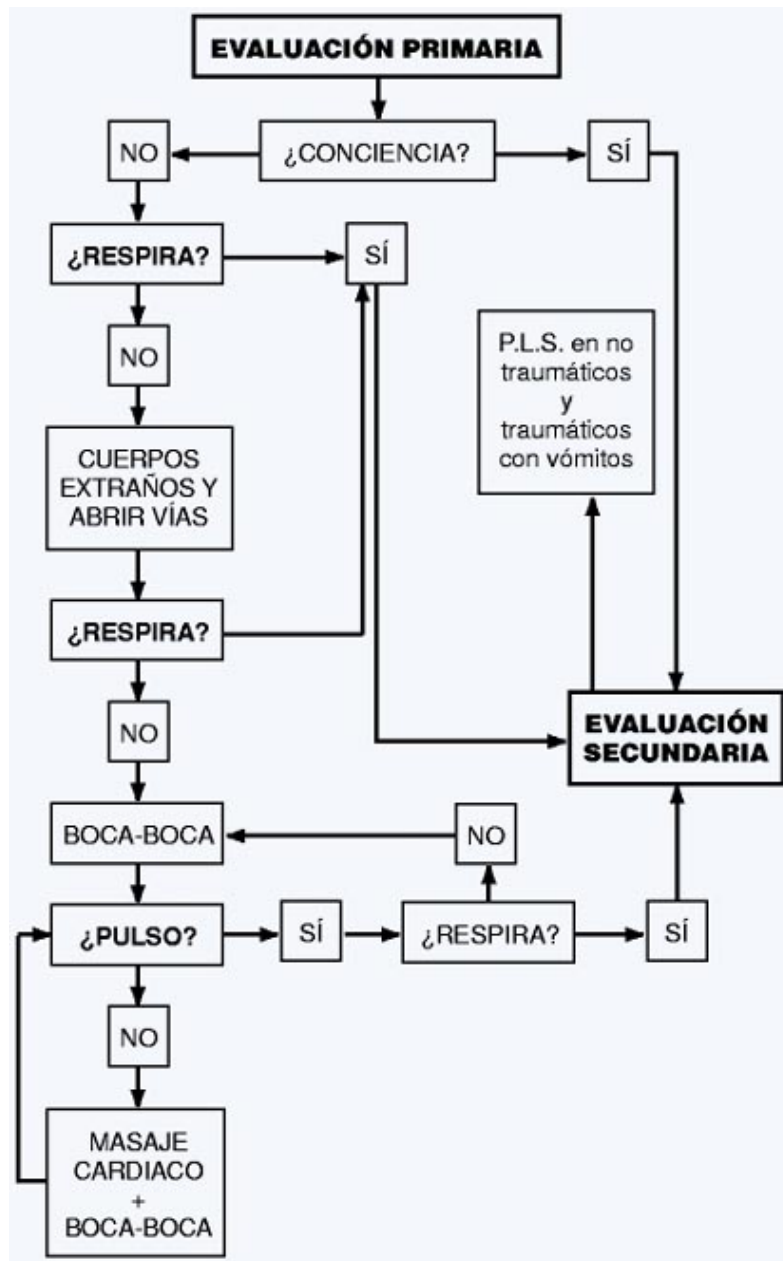 EVALUACIÓN PRIMARIA
NO
¿CONCIENCIA?
SÍ
¿RESPIRA?
SÍ
NO
P.L.S. en no
traumáticos
y
traumáticos
con vómitos
CUERPOS
EXTRAÑOS Y
ABRIR VÍAS
¿RESPIRA?
NO
EVALUACIÓN
SECUNDARIA
BOCA-BOCA
NO
¿PULSO?
SÍ
¿RESPIRA?
SÍ
NO
MASAJE
CARDIACO
+
BOCA-BOCA